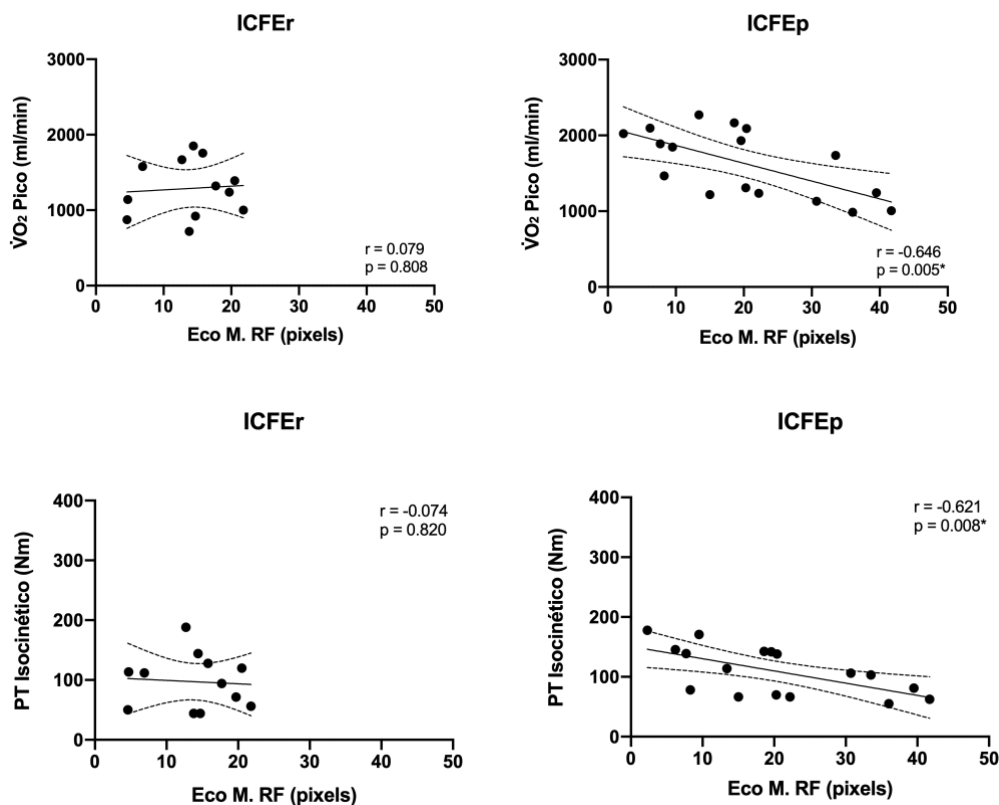 ICFEr
V̇O₂ Pico (ml/min)
3000
2000
1000
0
r = 0.079
p = 0.808
0 10 20 30 40 50
Eco M. RF (pixels)
ICFEp
V̇O₂ Pico (ml/min)
3000
2000
1000
0
r = -0.646
p = 0.005*
0 10 20 30 40 50
Eco M. RF (pixels)
ICFEr
PT Isocinético (Nm)
400
300
200
100
0
r = -0.074
p = 0.820
0 10 20 30 40 50
Eco M. RF (pixels)
ICFEp
PT Isocinético (Nm)
400
300
200
100
0
r = -0.621
p = 0.008*
0 10 20 30 40 50
Eco M. RF (pixels)